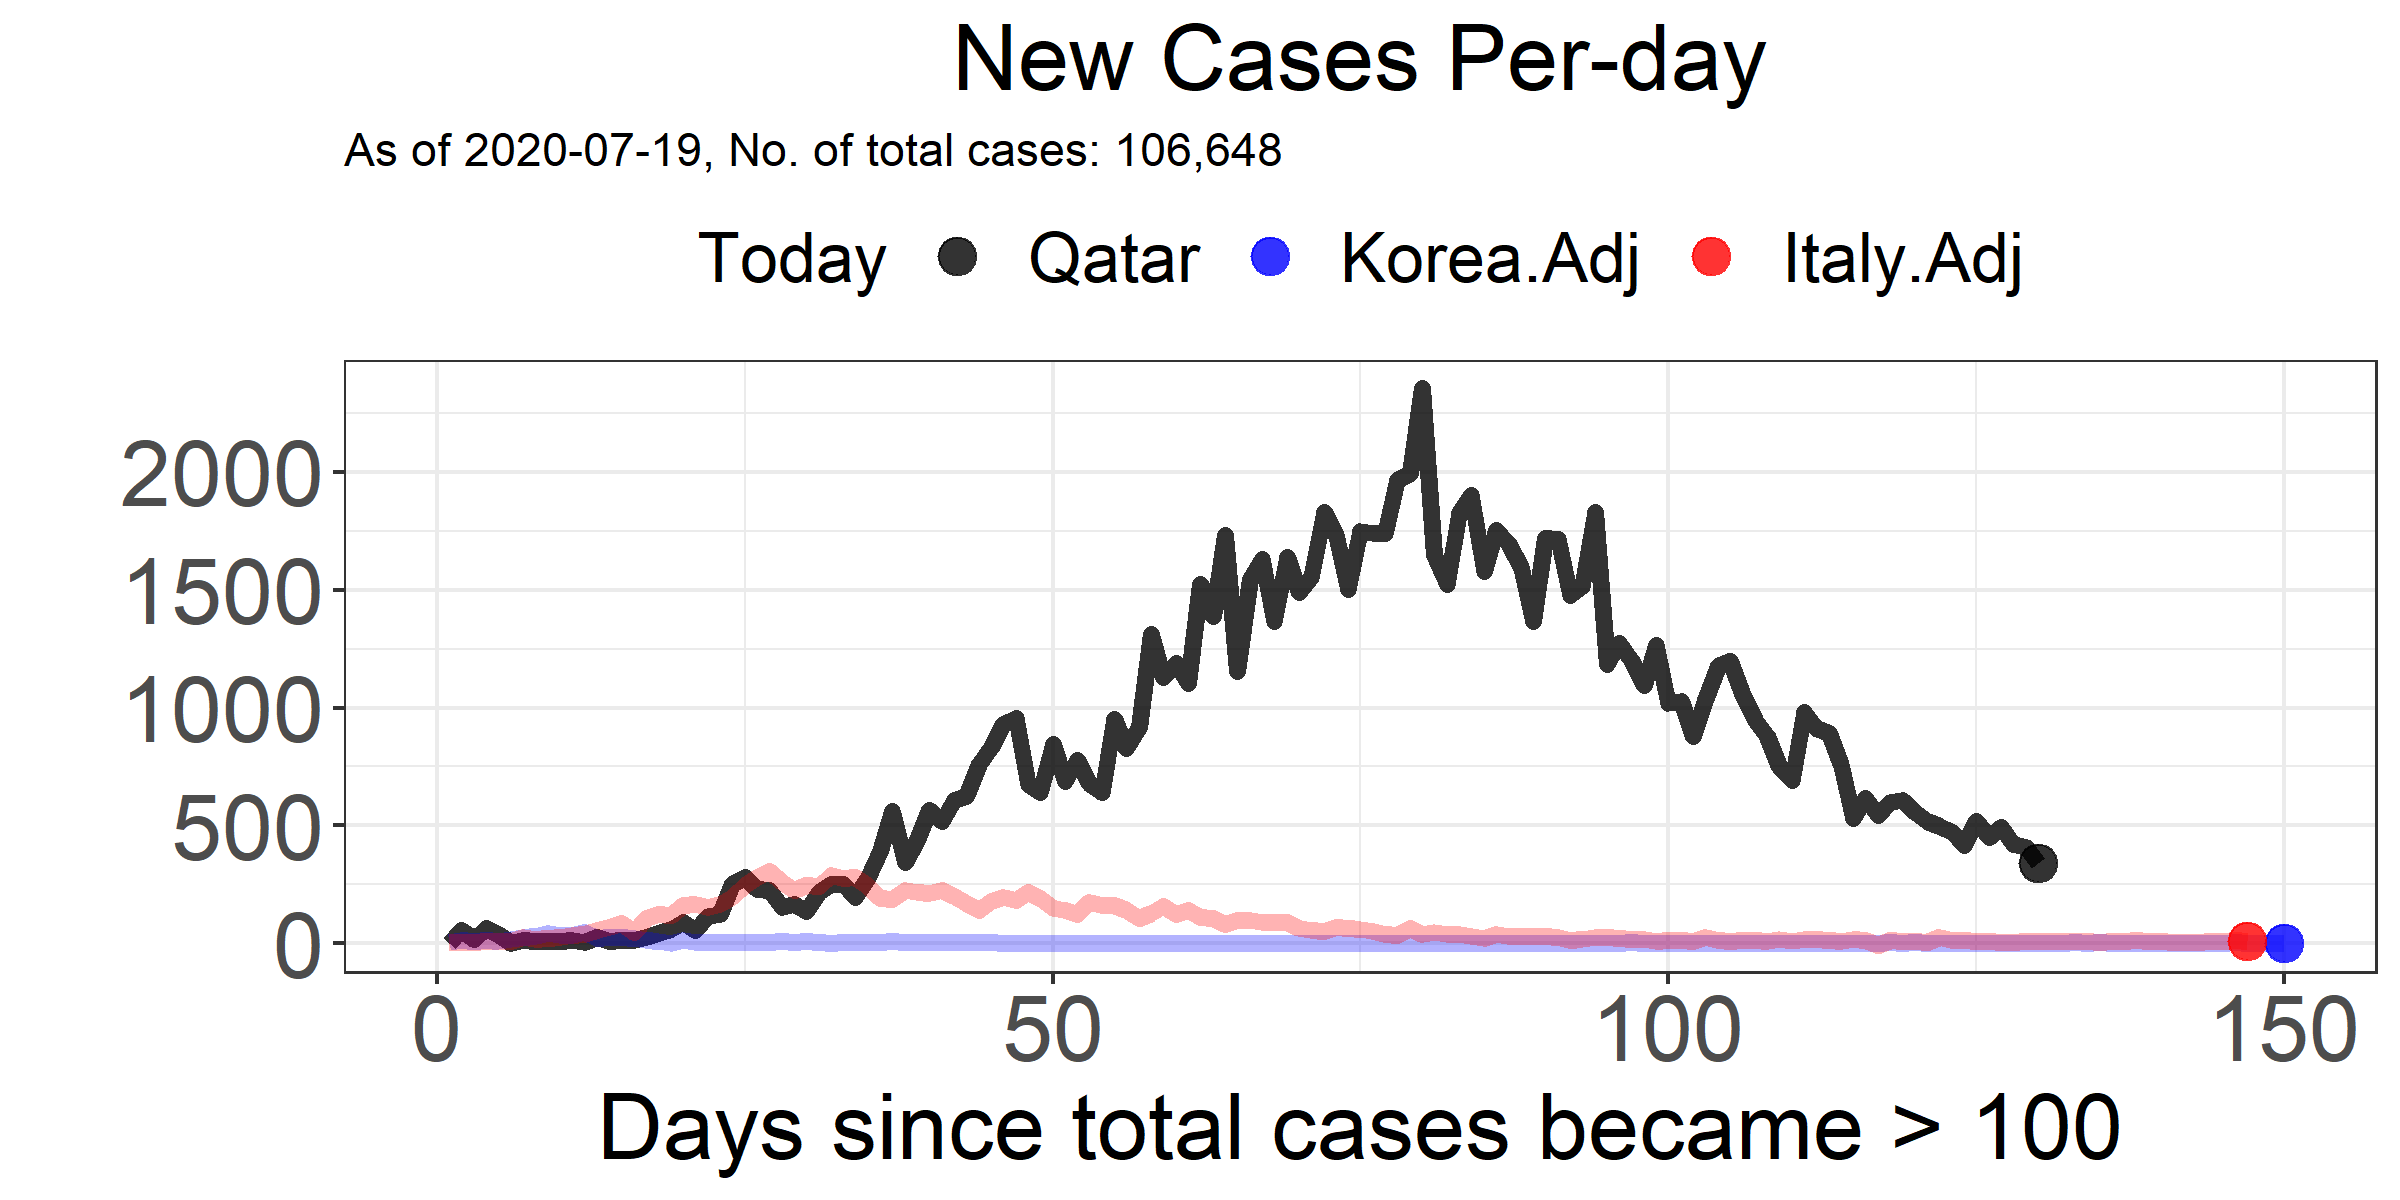 New Cases Per-day
As of 2020-07-19, No. of total cases: 106,648
Today Qatar Korea.Adj Italy.Adj
2000
1500
1000
500
0
0 50 100 150
Days since total cases became > 100